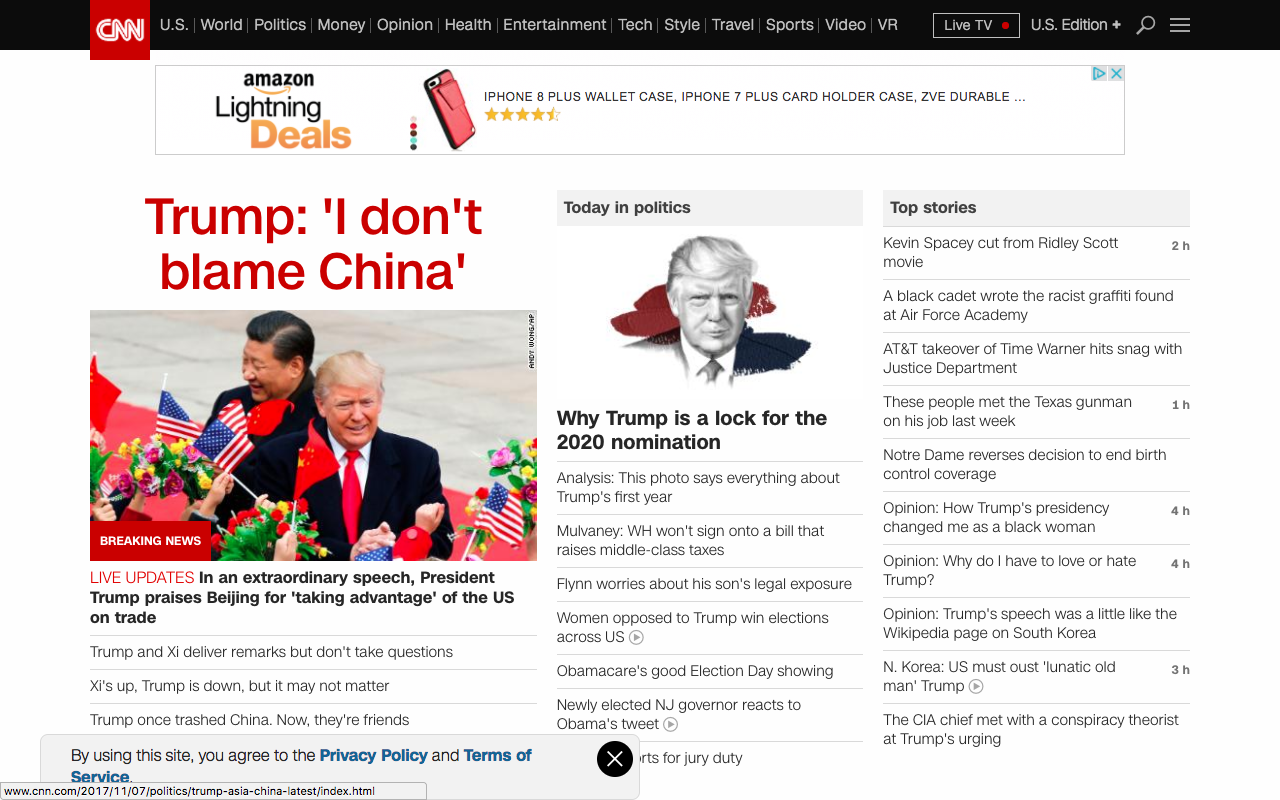 CNN
U.S. World Politics Money Opinion Health Entertainment Tech Style Travel Sports Video VR Live TV U.S. Edition +
amazon
Lightning
Deals
IPHONE 8 PLUS WALLET CASE, IPHONE 7 PLUS CARD HOLDER CASE, ZVE DURABLE ...
Trump: 'I don't
blame China'
ANDY WONG/AP
BREAKING NEWS
LIVE UPDATES In an extraordinary speech, President
Trump praises Beijing for 'taking advantage' of the US
on trade
Trump and Xi deliver remarks but don't take questions
Xi's up, Trump is down, but it may not matter
Trump once trashed China. Now, they're friends
Today in politics
Why Trump is a lock for the
2020 nomination
Analysis: This photo says everything about
Trump's first year
Mulvaney: WH won't sign onto a bill that
raises middle-class taxes
Flynn worries about his son's legal exposure
Women opposed to Trump win elections
across US
Obamacare's good Election Day showing
Newly elected NJ governor reacts to
Obama's tweet
rts for jury duty
Top stories
Kevin Spacey cut from Ridley Scott 2 h
movie
A black cadet wrote the racist graffiti found
at Air Force Academy
AT&T takeover of Time Warner hits snag with
Justice Department
These people met the Texas gunman 1 h
on his job last week
Notre Dame reverses decision to end birth
control coverage
Opinion: How Trump's presidency 4 h
changed me as a black woman
Opinion: Why do I have to love or hate 4 h
Trump?
Opinion: Trump's speech was a little like the
Wikipedia page on South Korea
N. Korea: US must oust 'lunatic old 3 h
man' Trump
The CIA chief met with a conspiracy theorist
at Trump's urging
By using this site, you agree to the Privacy Policy and Terms of
Service.
www.cnn.com/2017/11/07/politics/trump-asia-china-latest/index.html